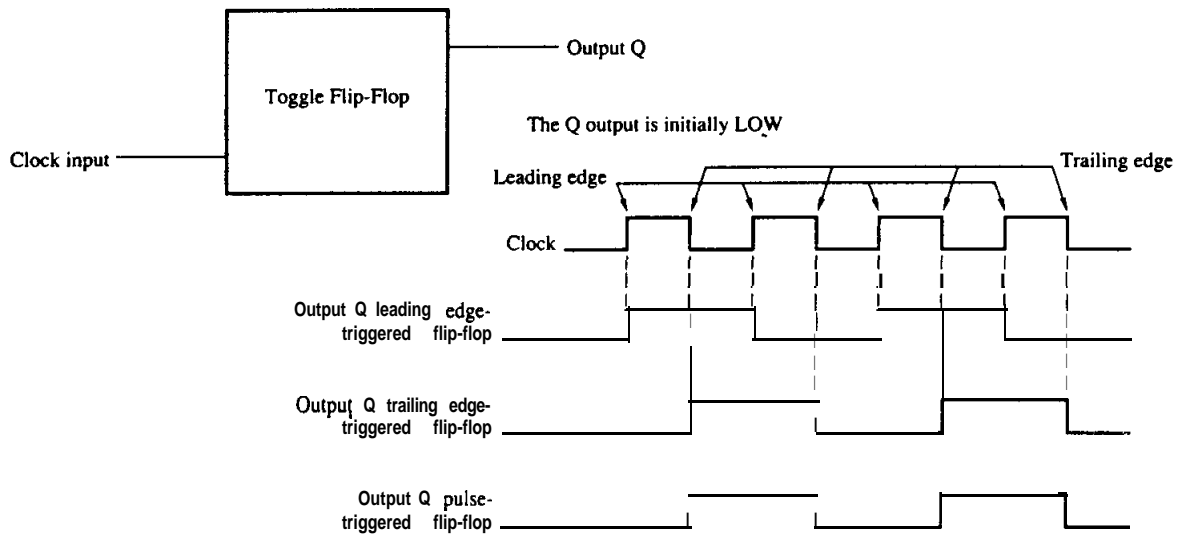 Output Q
Toggle Flip-Flop
Clock input
The Q output is initially LOW
Trailing edge
Leading edge
Clock
Output Q leading edge-
triggered flip-flop
Output Q trailing edge-
triggered flip-flop
Output Q pulse-
triggered flip-flop